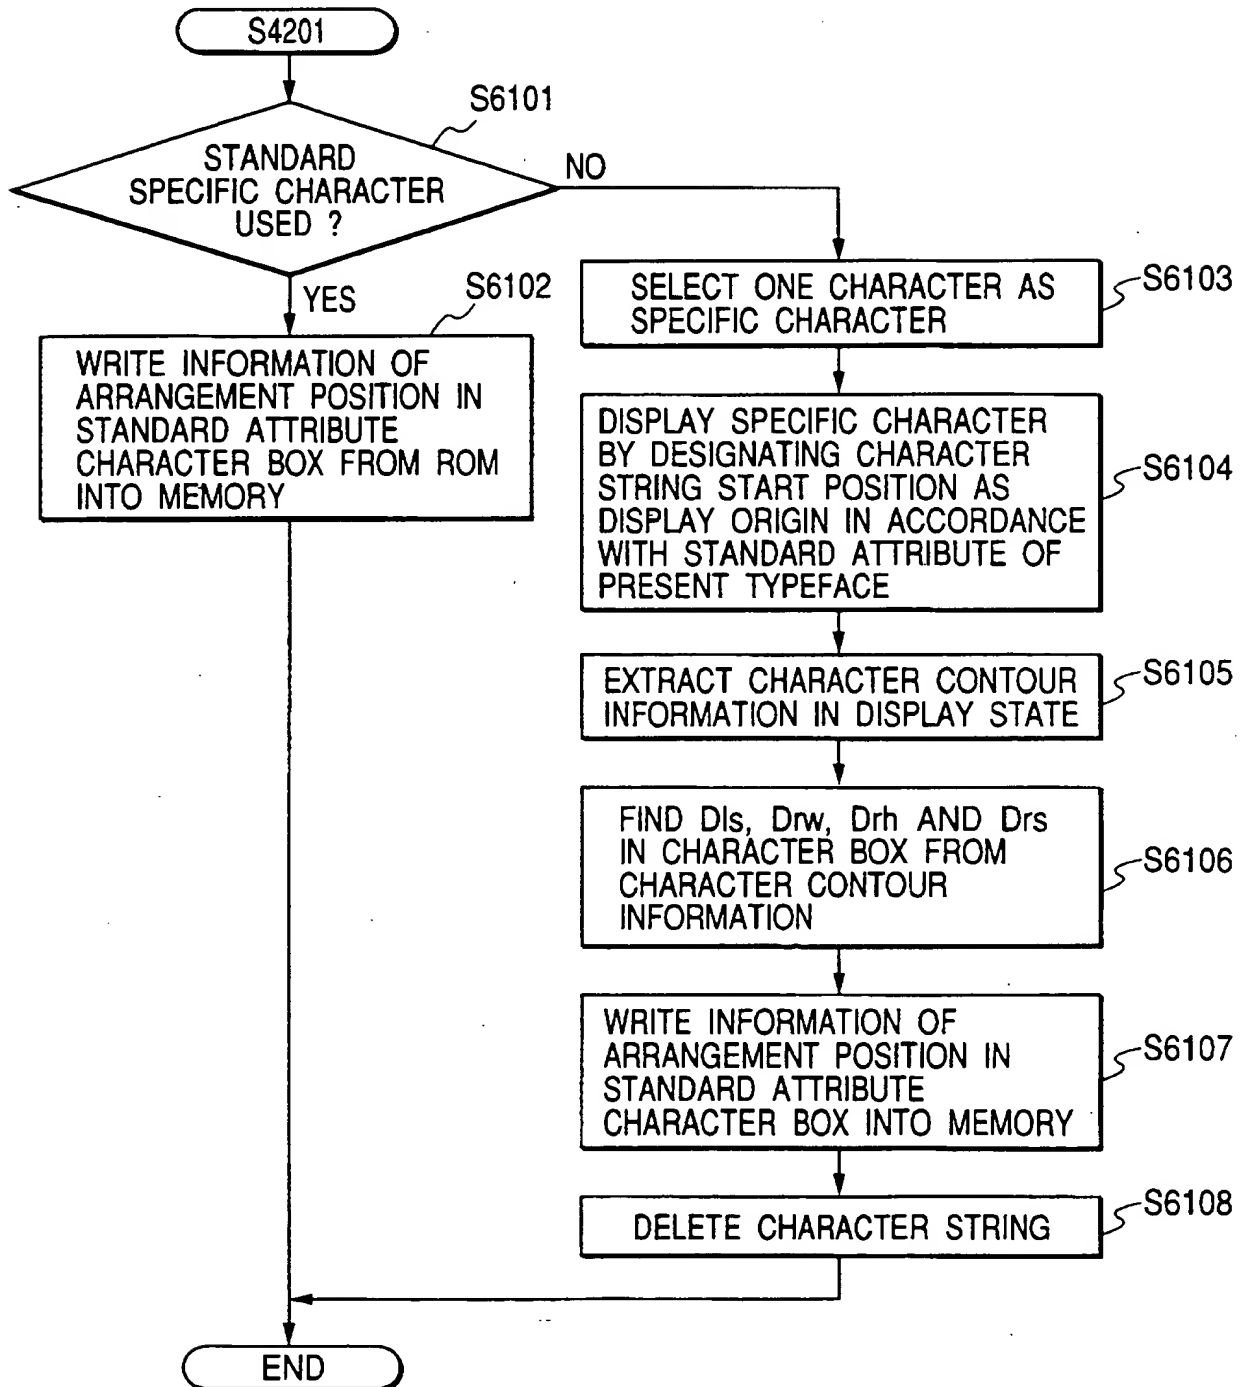 S4201
S6101
STANDARD
SPECIFIC CHARACTER
USED ?
NO
YES
S6102
WRITE INFORMATION OF
ARRANGEMENT POSITION IN
STANDARD ATTRIBUTE
CHARACTER BOX FROM ROM
INTO MEMORY
SELECT ONE CHARACTER AS
SPECIFIC CHARACTER
S6103
DISPLAY SPECIFIC CHARACTER
BY DESIGNATING CHARACTER
STRING START POSITION AS
DISPLAY ORIGIN IN ACCORDANCE
WITH STANDARD ATTRIBUTE OF
PRESENT TYPEFACE
S6104
EXTRACT CHARACTER CONTOUR
INFORMATION IN DISPLAY STATE
S6105
FIND Dls, Drw, Drh AND Drs
IN CHARACTER BOX FROM
CHARACTER CONTOUR
INFORMATION
S6106
WRITE INFORMATION OF
ARRANGEMENT POSITION IN
STANDARD ATTRIBUTE
CHARACTER BOX INTO MEMORY
S6107
DELETE CHARACTER STRING
S6108
END